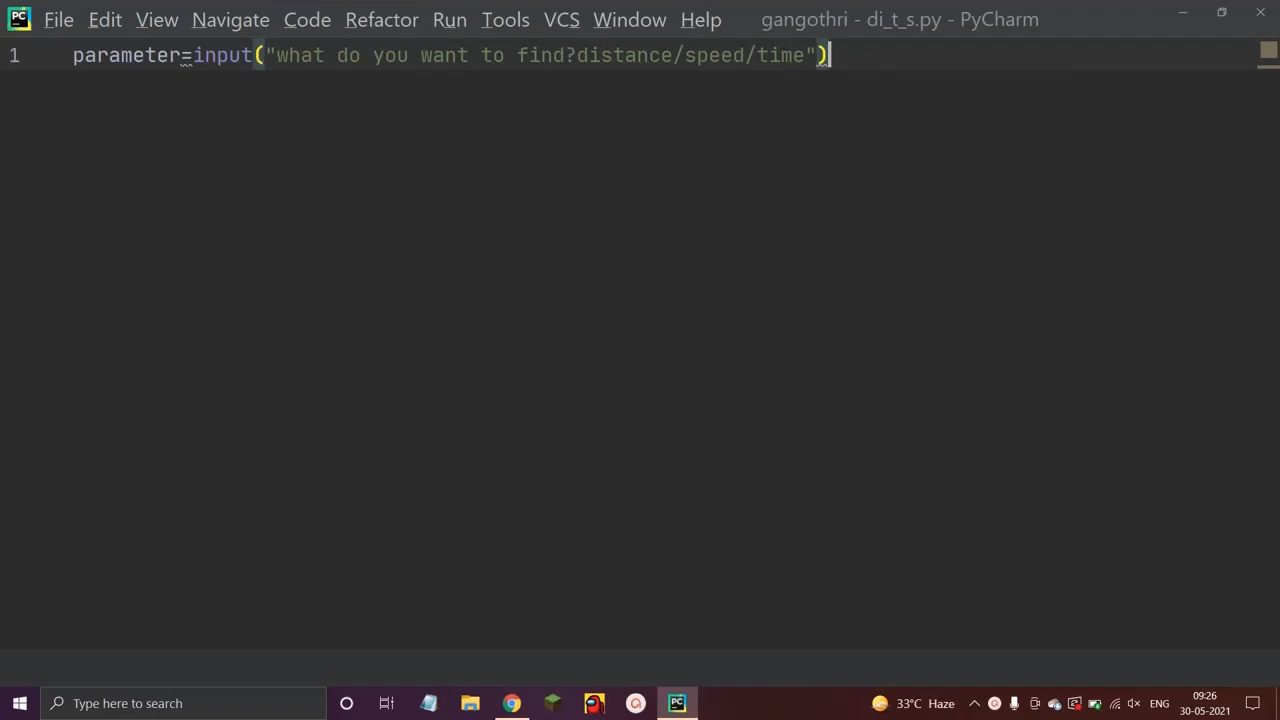 PC File Edit View Navigate Code Refactor Run Tools VCS Window Help gangothri - di_t_s.py - PyCharm
1 parameter=input("what do you want to find?distance/speed/time")
Type here to search PC 33°C Haze ENG 09:26
30-05-2021